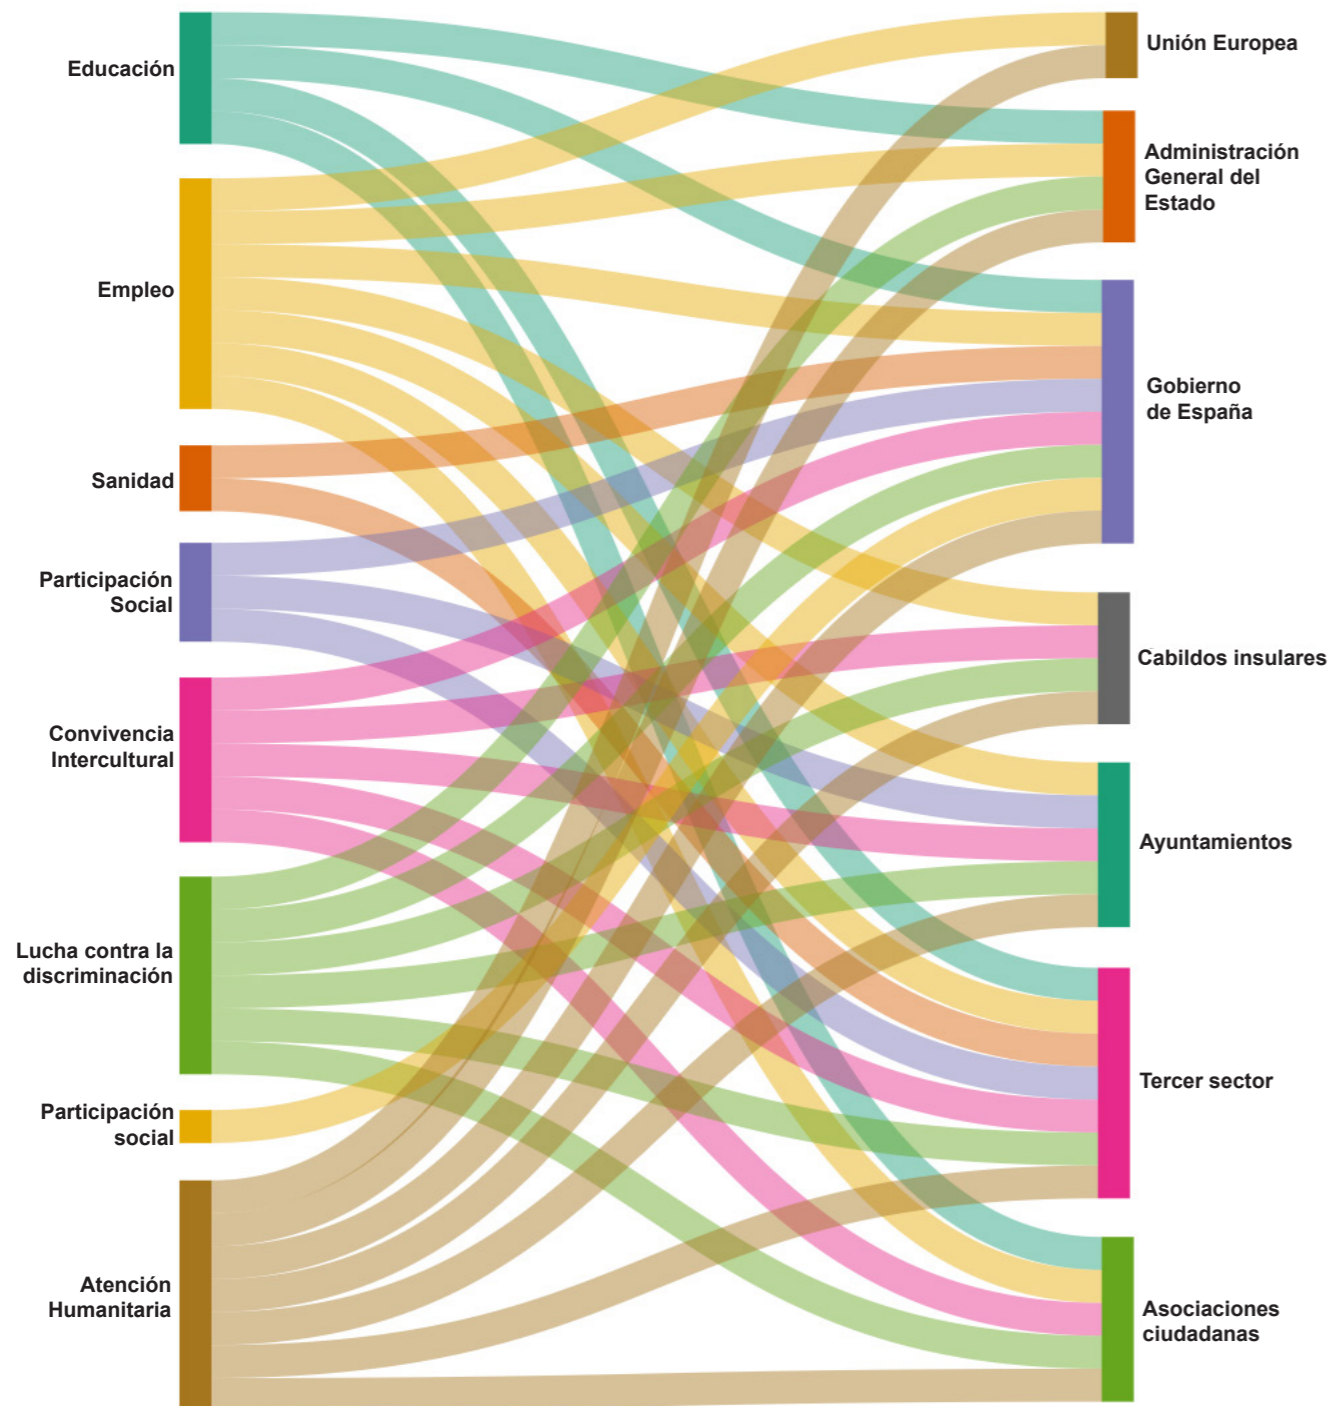 Educación
Empleo
Sanidad
Participación
Social
Convivencia
Intercultural
Lucha contra la
discriminación
Participación
social
Atención
Humanitaria
Unión Europea
Administración
General del
Estado
Gobierno
de España
Cabildos insulares
Ayuntamientos
Tercer sector
Asociaciones
ciudadanas